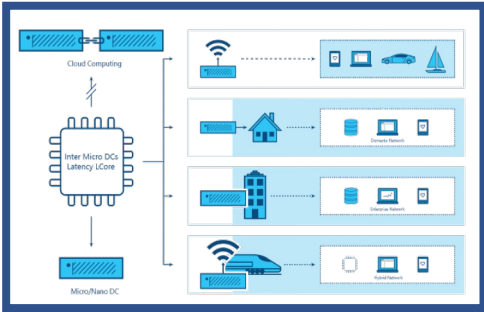 Cloud Computing
Inter Micro DCs
Latency LCore
Micro/Nano DC
Domestic Network
Enterprise Network
Hybrid Network